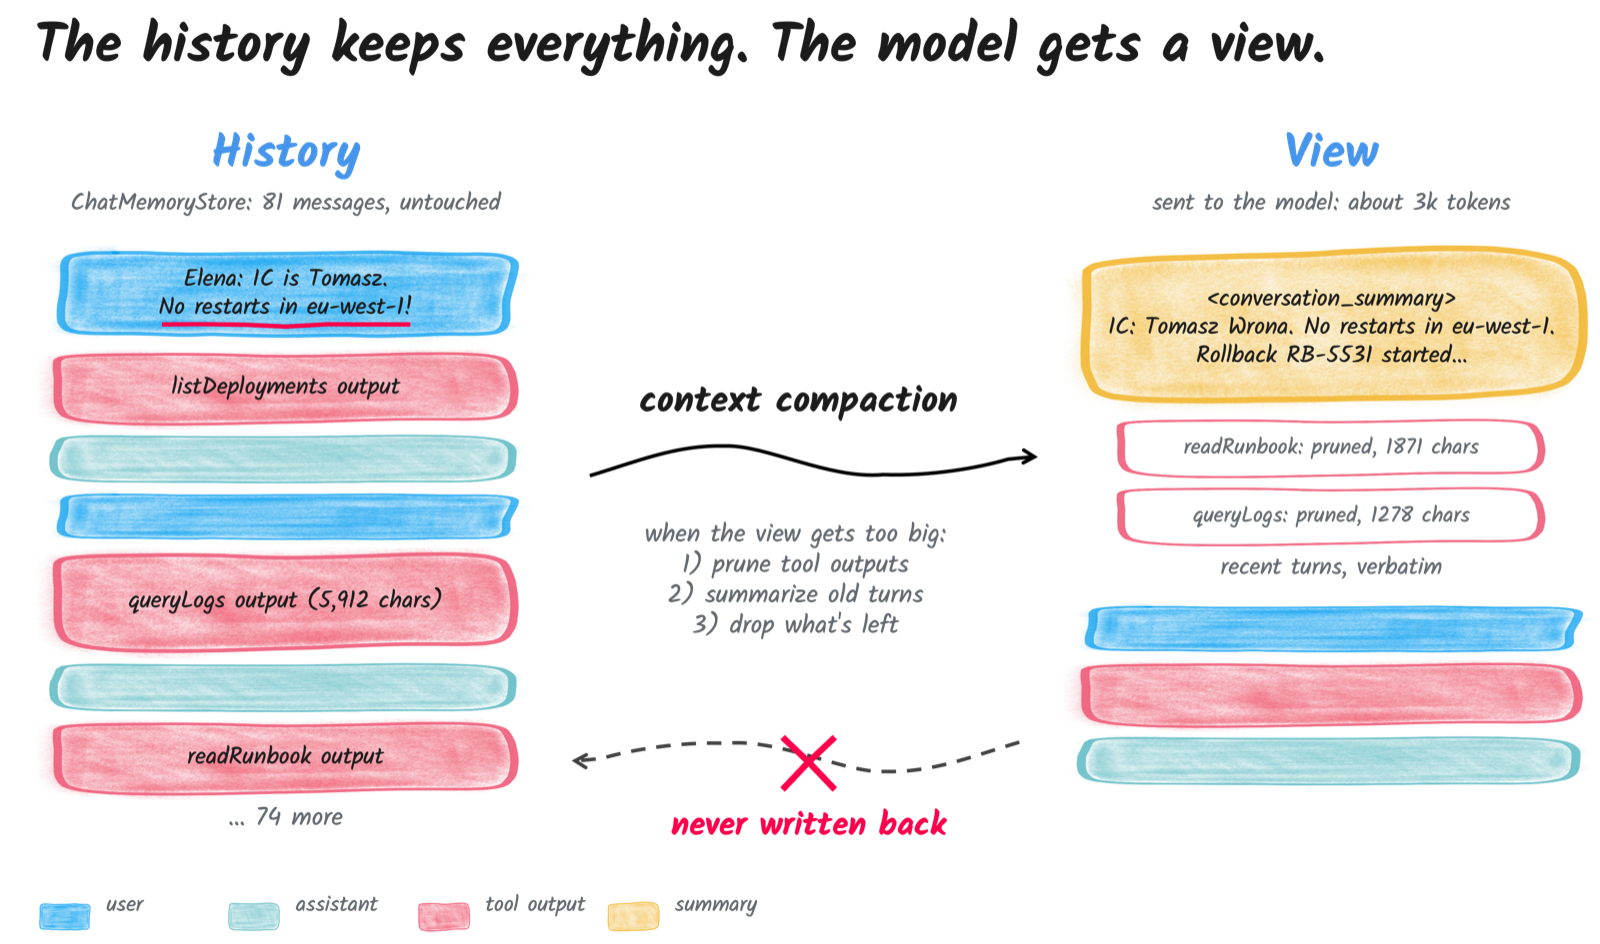 The history keeps everything. The model gets a view.
History
ChatMemoryStore: 81 messages, untouched
Elena: IC is Tomasz.
No restarts in eu-west-1!
listDeployments output
queryLogs output (5,912 chars)
readRunbook output
... 74 more
context compaction
when the view gets too big:
1) prune tool outputs
2) summarize old turns
3) drop what's left
never written back
View
sent to the model: about 3k tokens
<conversation_summary>
IC: Tomasz Wrona. No restarts in eu-west-1.
Rollback RB-5531 started...
readRunbook: pruned, 1871 chars
queryLogs: pruned, 1278 chars
recent turns, verbatim
user
assistant
tool output
summary